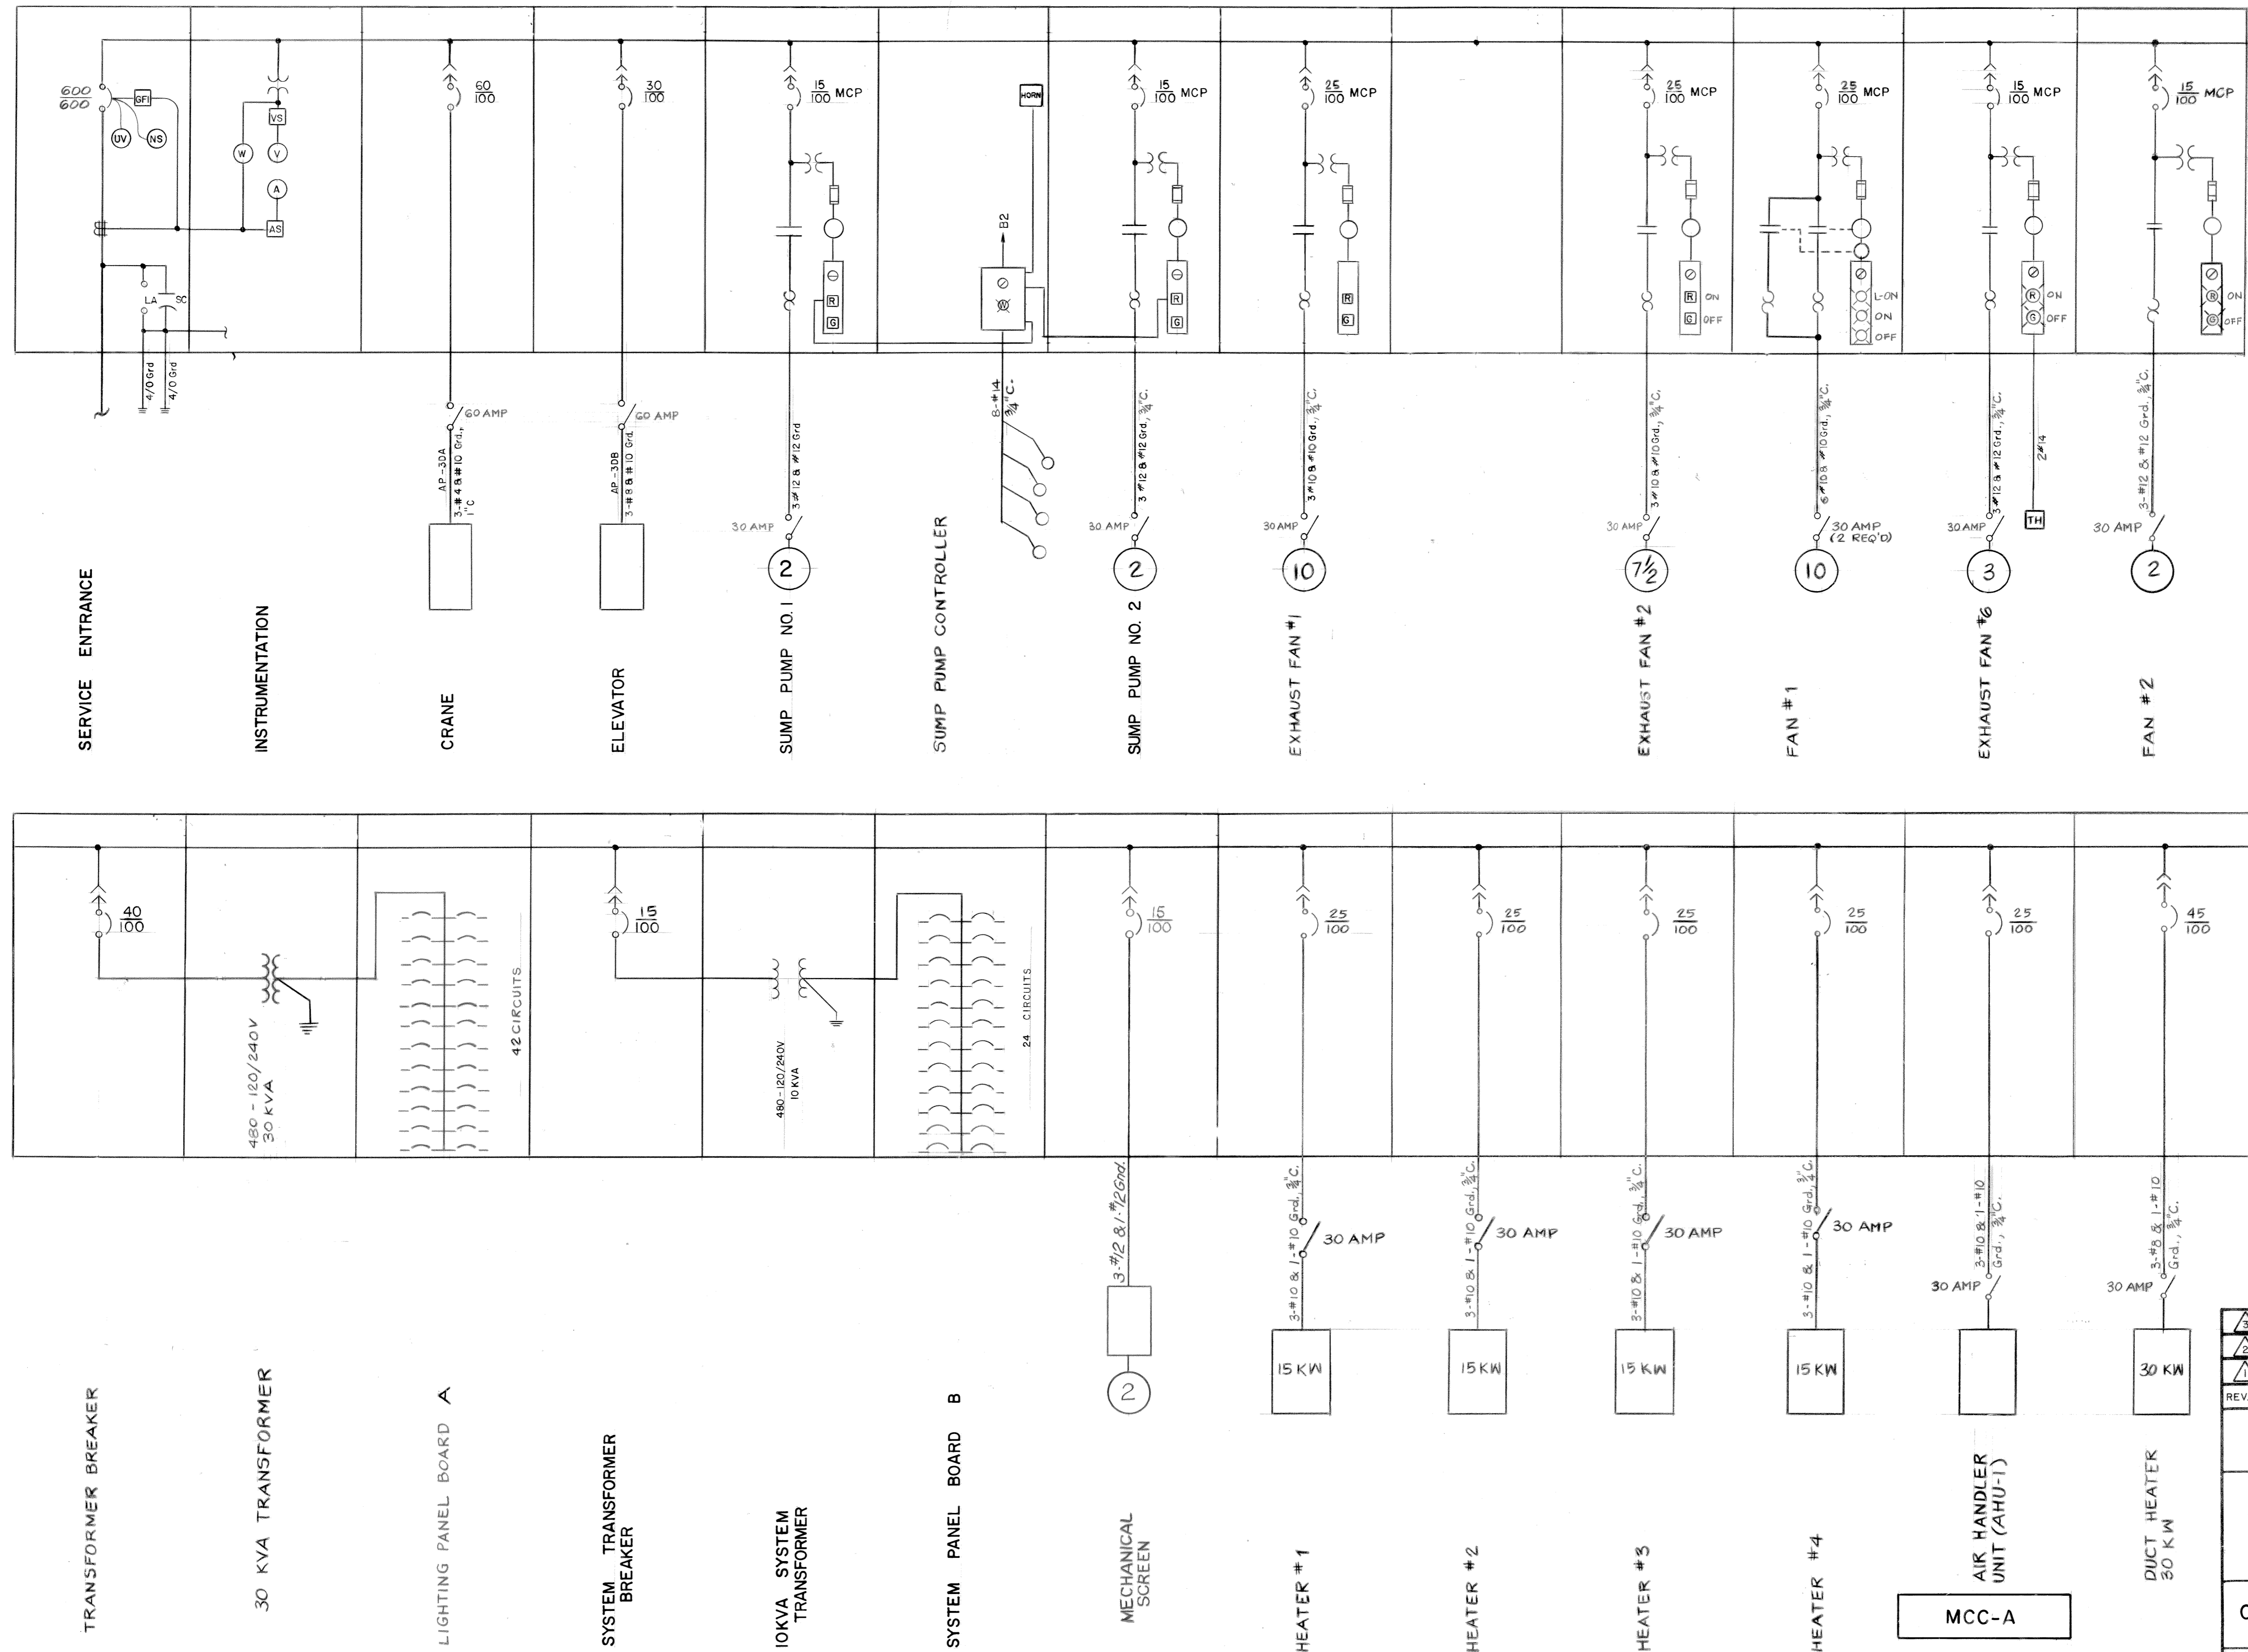 600
600
GFI
UV
NS
LA
SC
4/0 Grd
4/0 Grd
SERVICE ENTRANCE
VS
W
V
A
AS
INSTRUMENTATION
60
100
60 AMP
AP-3DA
3-#4 & #10 Grd.,
1"C
CRANE
30
100
60 AMP
AP-3DB
3-#8 & #10 Grd.
ELEVATOR
15
100 MCP
R
G
3#12 & #12 Grd
30 AMP
2
SUMP PUMP NO. 1
HORN
B2
W
8-#14
3/4"C.
SUMP PUMP CONTROLLER
15
100 MCP
R
G
3#12 & #12 Grd., 3/4"C.
30 AMP
2
SUMP PUMP NO. 2
25
100 MCP
R
G
3#10 & #10 Grd., 3/4"C.
30 AMP
10
EXHAUST FAN #1
25
100 MCP
R ON
G OFF
3#10 & #10 Grd., 3/4"C.
30 AMP
7 1/2
EXHAUST FAN #2
25
100 MCP
L-ON
ON
OFF
6 #10 & #10 Grd., 3/4"C.
30 AMP
(2 REQ'D)
10
FAN #1
15
100 MCP
R ON
G OFF
3#12 & #12 Grd., 3/4"C.
2#14
TH
30 AMP
3
EXHAUST FAN #6
15
100 MCP
R ON
G OFF
3-#12 & #12 Grd., 3/4"C.
30 AMP
2
FAN #2
40
100
TRANSFORMER BREAKER
480-120/240V
30 KVA
30 KVA TRANSFORMER
42 CIRCUITS
LIGHTING PANEL BOARD A
15
100
SYSTEM TRANSFORMER
BREAKER
480-120/240V
10 KVA
10KVA SYSTEM
TRANSFORMER
24 CIRCUITS
SYSTEM PANEL BOARD B
15
100
3-#12 & 1-#12 Gnd.
2
MECHANICAL
SCREEN
25
100
3-#10 & 1-#10 Grd., 3/4"C.
30 AMP
15 KW
HEATER #1
25
100
3-#10 & 1-#10 Grd., 3/4"C.
30 AMP
15 KW
HEATER #2
25
100
3-#10 & 1-#10 Grd., 3/4"C.
30 AMP
15 KW
HEATER #3
25
100
3-#10 & 1-#10 Grd., 3/4"C.
30 AMP
15 KW
HEATER #4
25
100
3-#10 & 1-#10
Grd., 3/4"C.
30 AMP
AIR HANDLER
UNIT (AHU-1)
45
100
3-#8 & 1-#10
Grd., 3/4"C.
30 AMP
30 KW
DUCT HEATER
30 KW
MCC-A
3
2
1
REV.